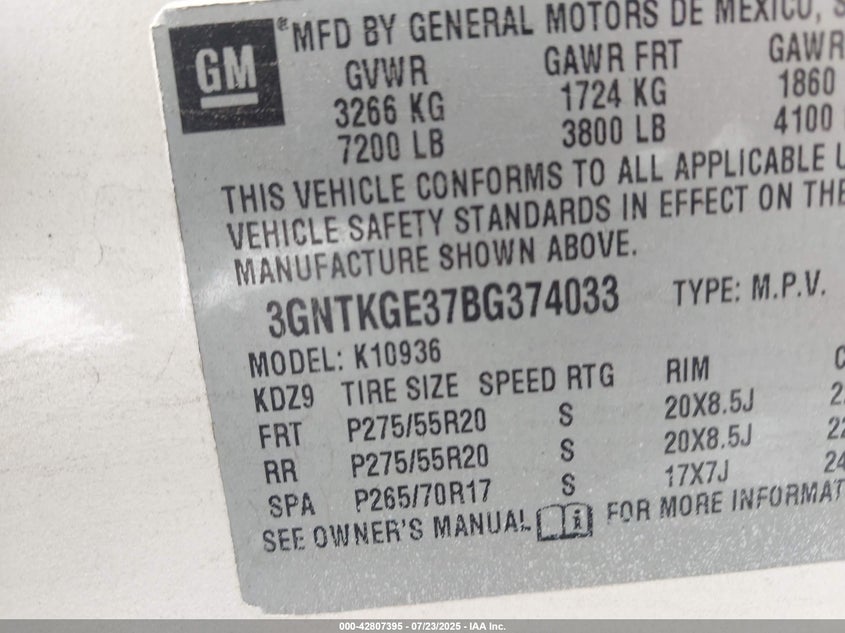 GM
® MFD BY GENERAL MOTORS DE MEXICO, S
GVWR GAWR FRT GAWR
3266 KG 1724 KG 1860
7200 LB 3800 LB 4100
THIS VEHICLE CONFORMS TO ALL APPLICABLE U
VEHICLE SAFETY STANDARDS IN EFFECT ON THE
MANUFACTURE SHOWN ABOVE.
3GNTKGE37BG374033 TYPE: M.P.V.
MODEL: K10936
KDZ9 TIRE SIZE SPEED RTG RIM C
FRT P275/55R20 S 20X8.5J 2
RR P275/55R20 S 20X8.5J 22
SPA P265/70R17 S 17X7J 24
SEE OWNER'S MANUAL FOR MORE INFORMAT
000-42807395 - 07/23/2025 - IAA Inc.